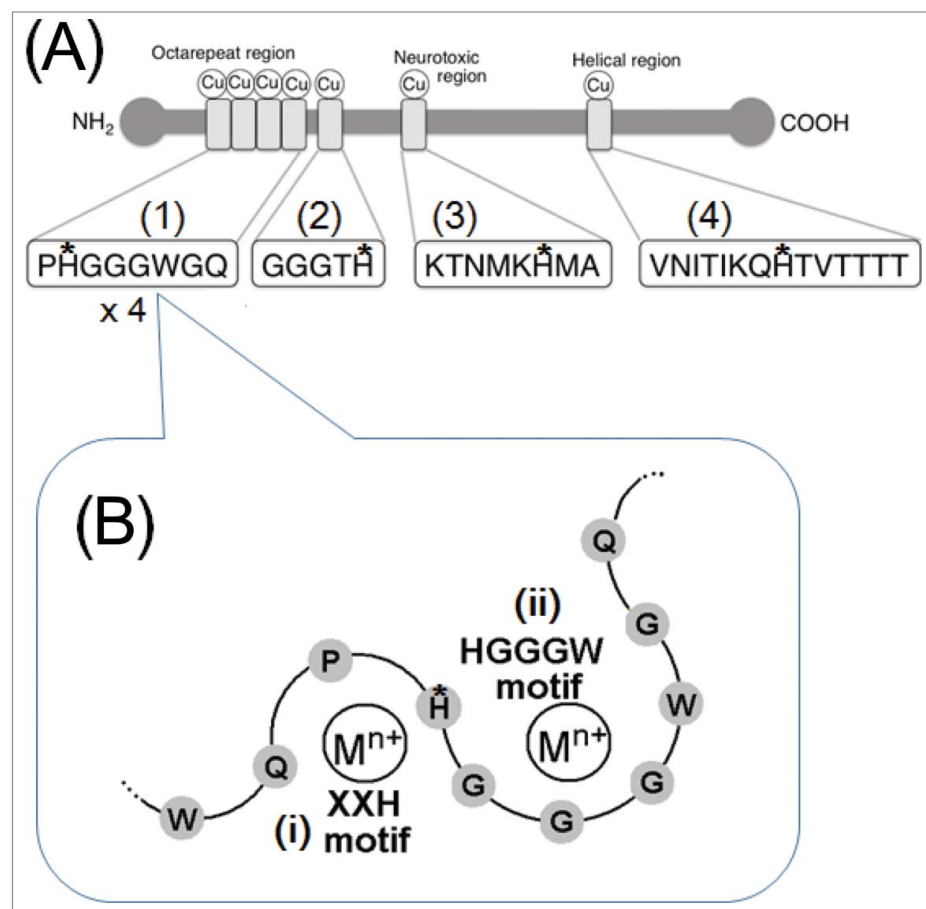 (A)
Octarepeat region
Neurotoxic
region
Helical region
Cu Cu Cu Cu Cu Cu Cu
NH2 COOH
(1) (2) (3) (4)
* * * *
PHGGGWGQ GGGTH KTNMKHMA VNITIKQHTVTTTT
x 4
(B)
...
Q
(ii)
G
HGGGW
motif
P
*
H
W
Mn+ Mn+
Q
G
G
XXH
(i)
motif
W
G
...